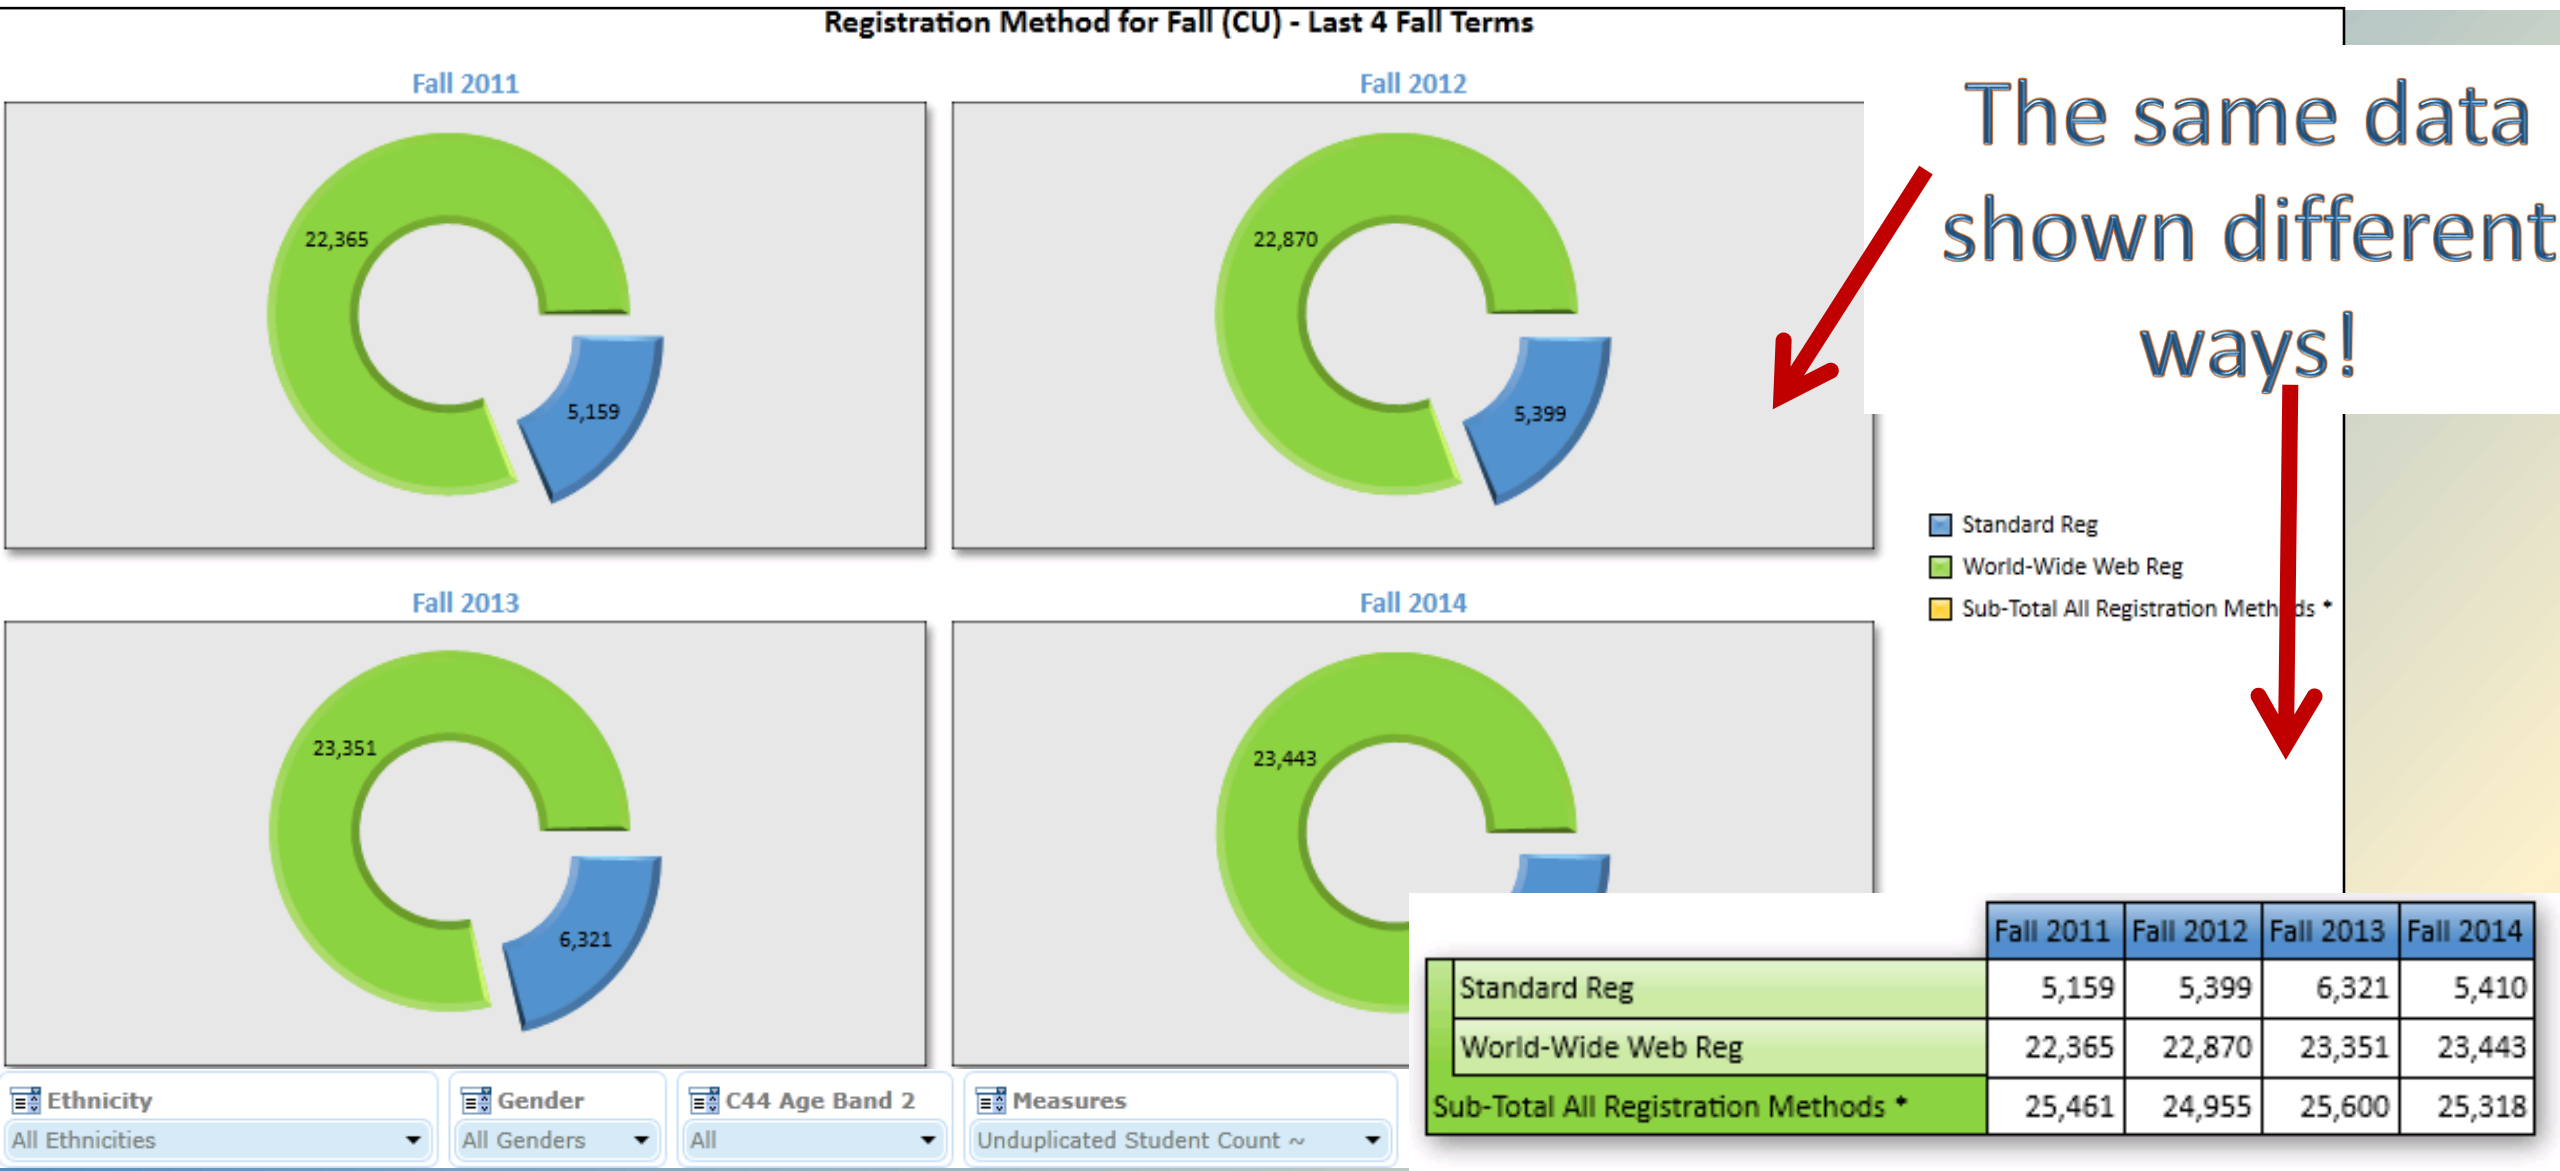 Registration Method for Fall (CU) - Last 4 Fall Terms
Fall 2011
22,365
5,159
Fall 2012
22,870
5,399
The same data
shown different
ways!
Standard Reg
World-Wide Web Reg
Sub-Total All Registration Meth ds *
Fall 2013
23,351
6,321
Fall 2014
23,443
Fall 2011 Fall 2012 Fall 2013 Fall 2014
Standard Reg 5,159 5,399 6,321 5,410
World-Wide Web Reg 22,365 22,870 23,351 23,443
Sub-Total All Registration Methods * 25,461 24,955 25,600 25,318
Ethnicity Gender C44 Age Band 2 Measures
All Ethnicities All Genders All Unduplicated Student Count ~